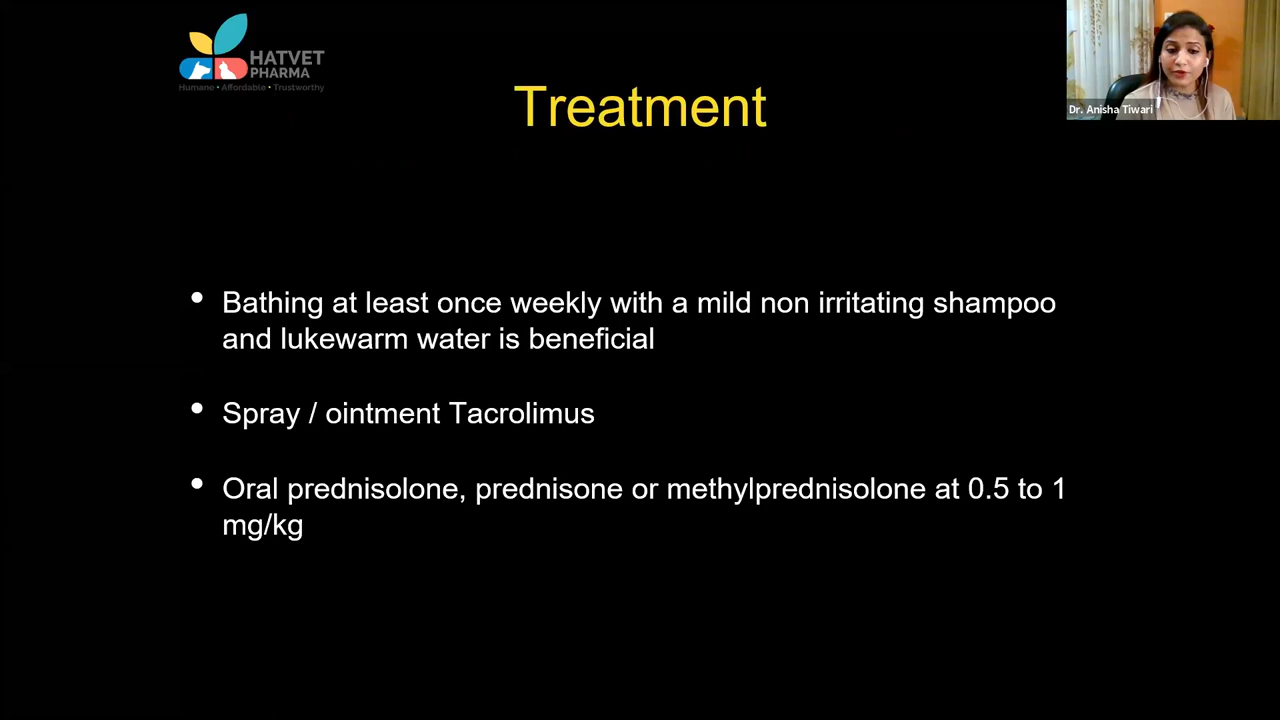 HATVET
PHARMA
Humane • Affordable • Trustworthy
Treatment
Dr. Anisha Tiwari
• Bathing at least once weekly with a mild non irritating shampoo
and lukewarm water is beneficial
• Spray / ointment Tacrolimus
• Oral prednisolone, prednisone or methylprednisolone at 0.5 to 1
mg/kg